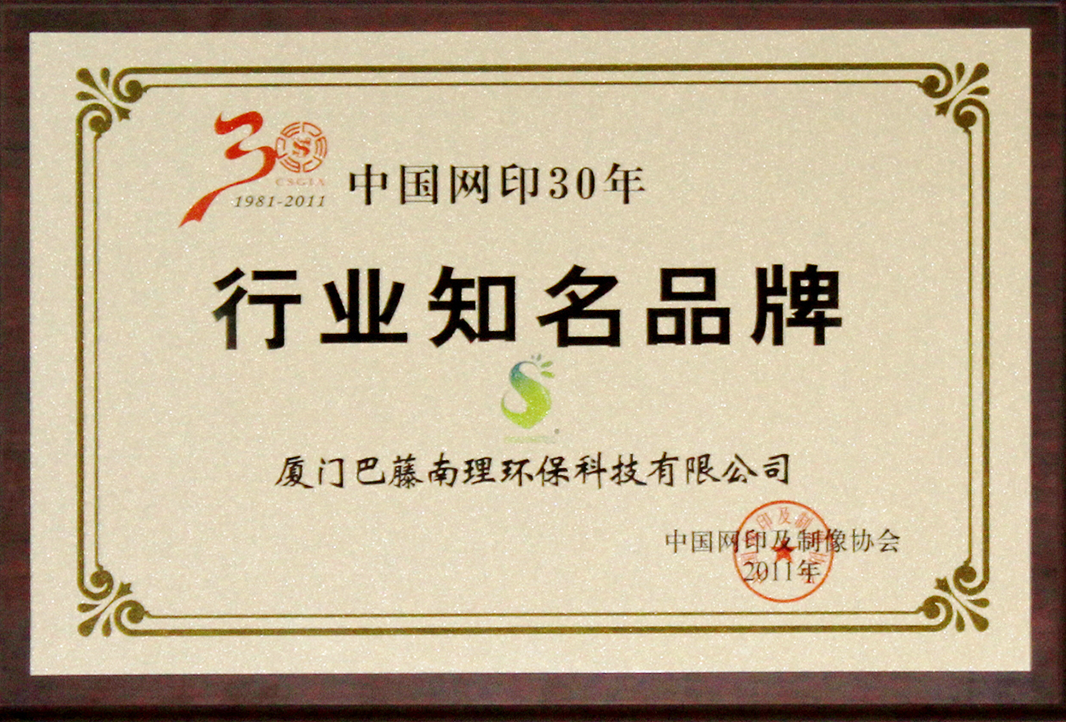 CSGIA
1981-2011
中国网印30年
行业知名品牌
厦门巴藤南理环保科技有限公司
中国网印及制像协会
2011年